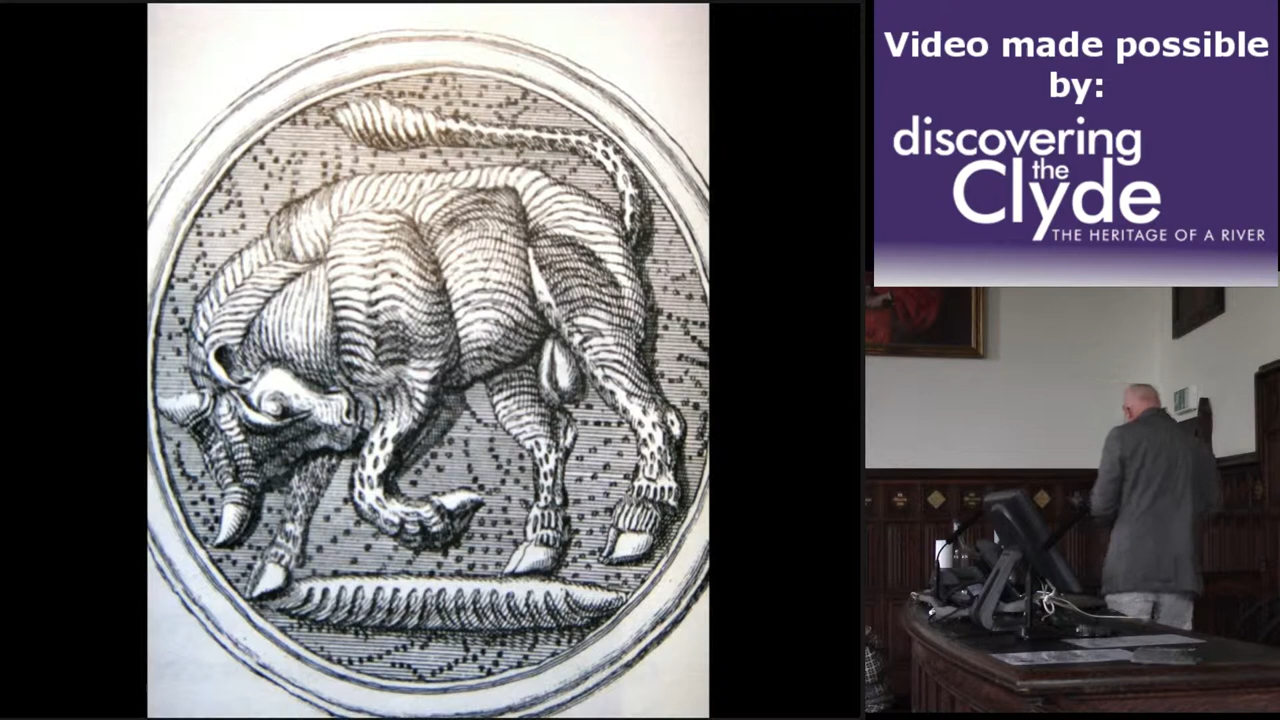 Video made possible
by:
discovering
the
Clyde
THE HERITAGE OF A RIVER